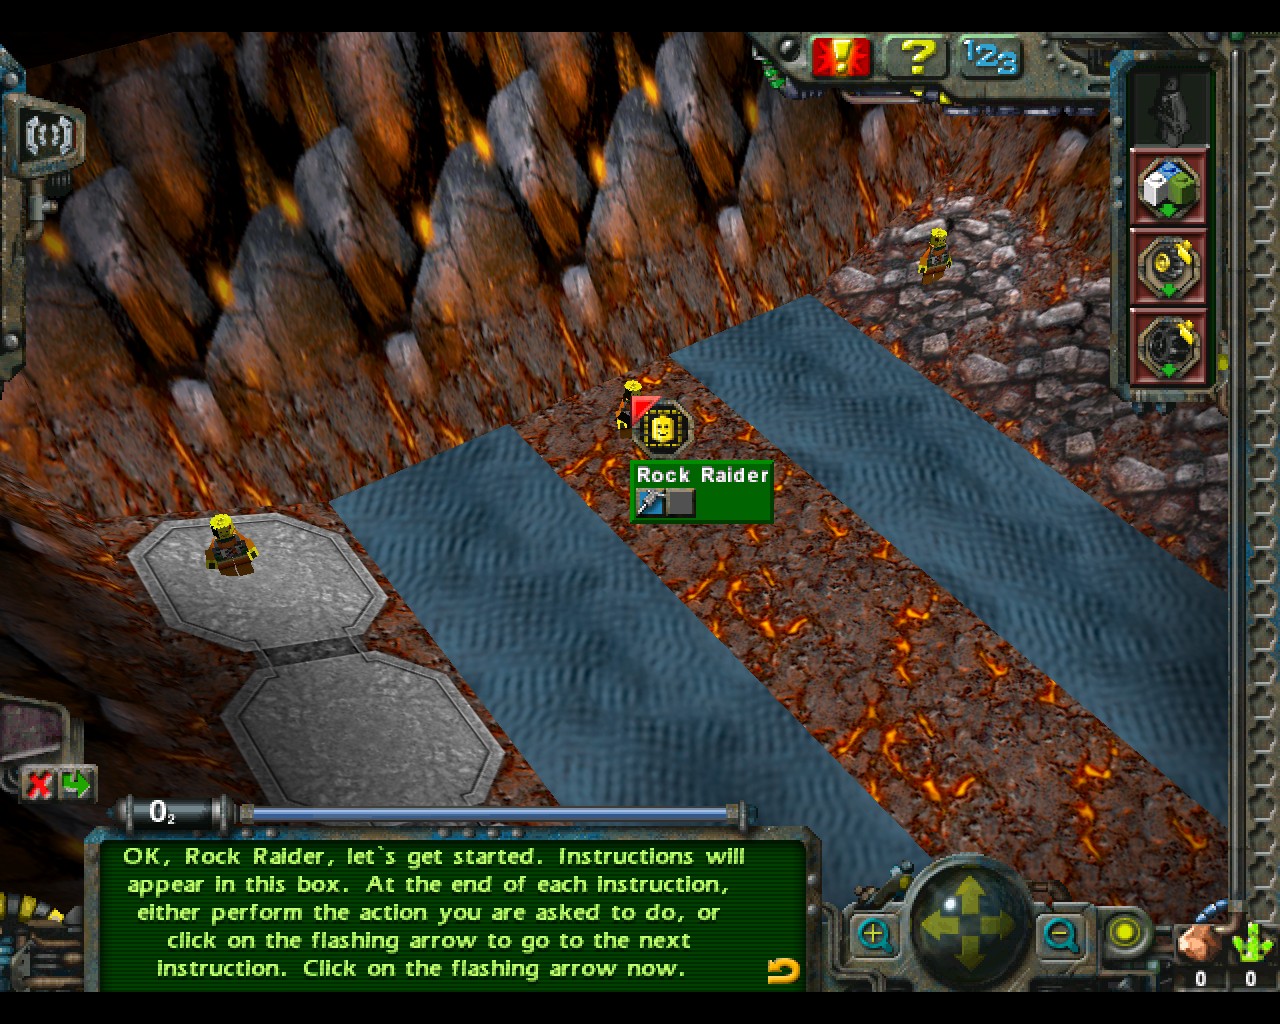 ! ? 123
Rock Raider
O2
OK, Rock Raider, let`s get started. Instructions will
appear in this box. At the end of each instruction,
either perform the action you are asked to do, or
click on the flashing arrow to go to the next
instruction. Click on the flashing arrow now.
0 0